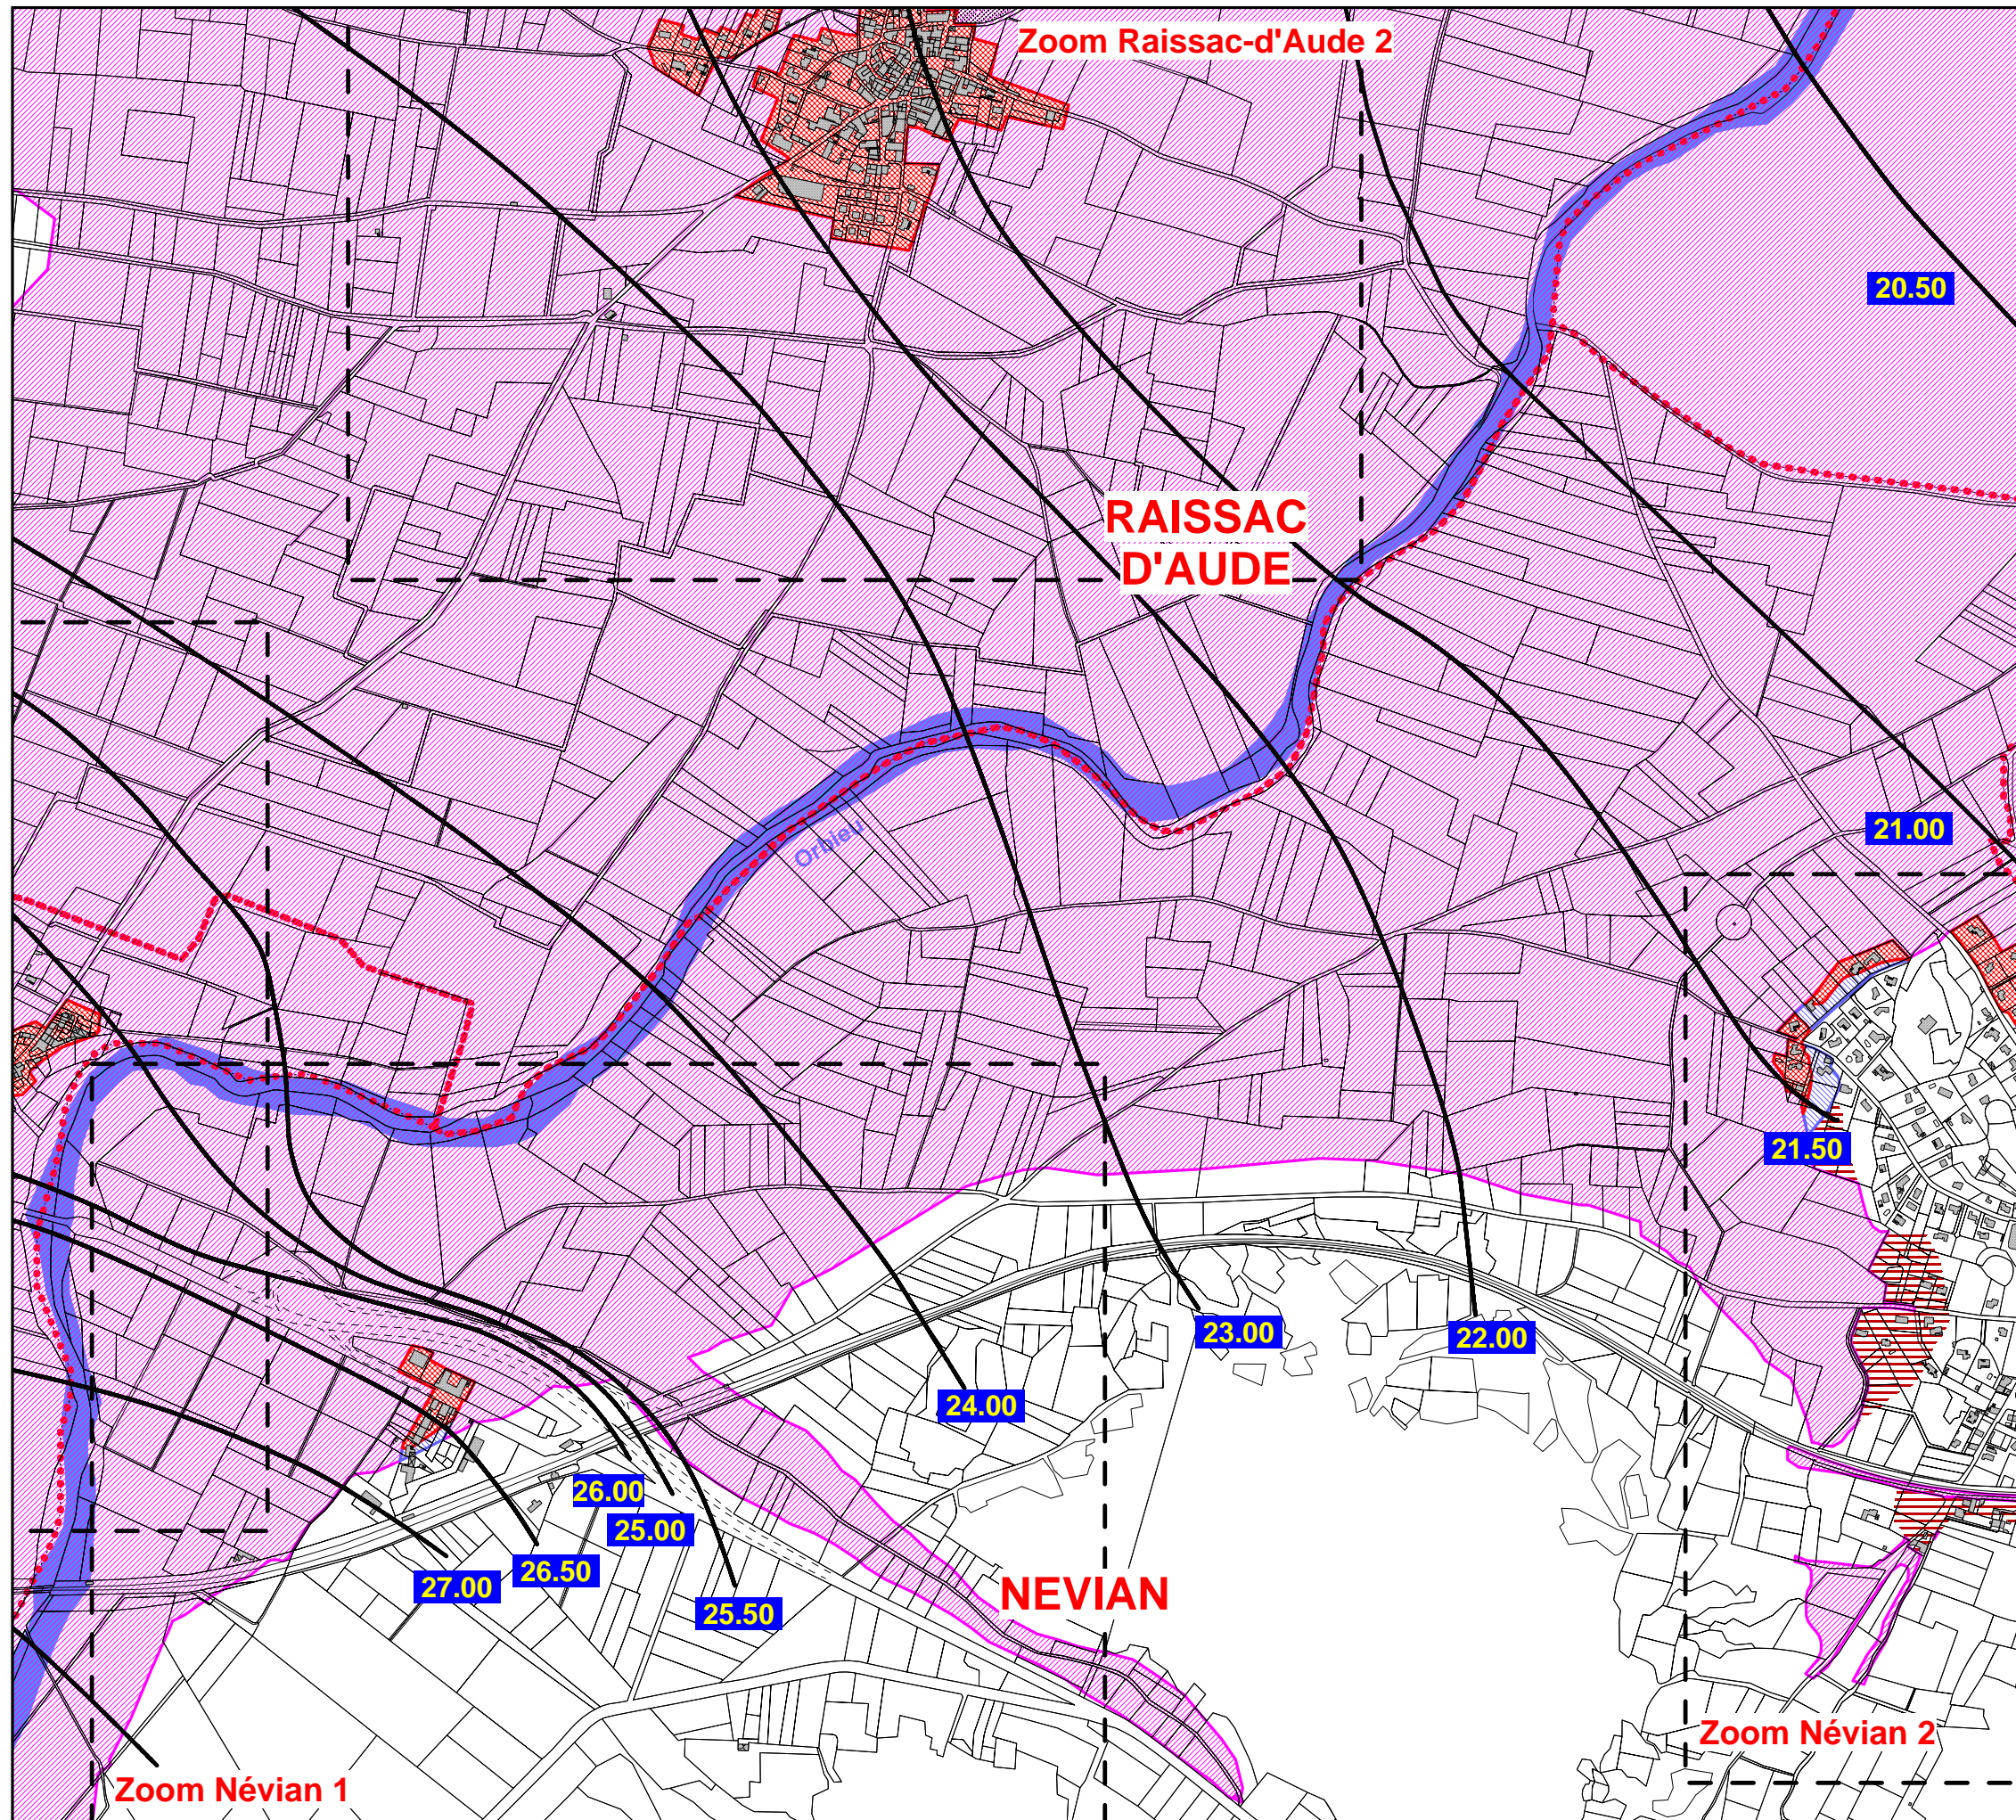 Zoom Raissac-d'Aude 2
20.50
RAISSAC
D'AUDE
Orbieu
21.00
21.50
23.00
22.00
24.00
26.00
25.00
26.50
27.00
25.50
NEVIAN
Zoom Névian 2
Zoom Névian 1